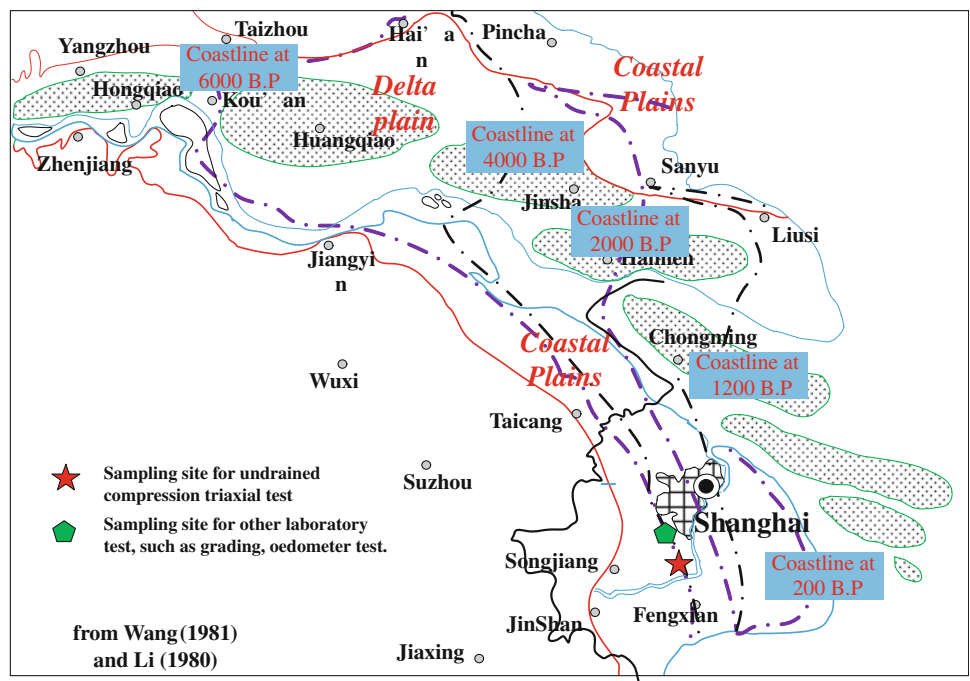 Taizhou
Hai' a
n
Pincha
Yangzhou
Coastline at
6000 B.P
Coastal
Plains
Hongqiao
Kou' an
Delta
plain
Huangqiao
Coastline at
4000 B.P
Zhenjiang
Sanyu
Jinsha
Coastline at
2000 B.P
Liusi
Haimen
Jiangyi
n
Chongming
Coastal
Plains
Coastline at
1200 B.P
Wuxi
Taicang
Sampling site for undrained
compression triaxial test
Suzhou
Sampling site for other laboratory
test, such as grading, oedometer test.
Shanghai
Songjiang
Coastline at
200 B.P
JinShan
Fengxian
from Wang (1981)
and Li (1980)
Jiaxing